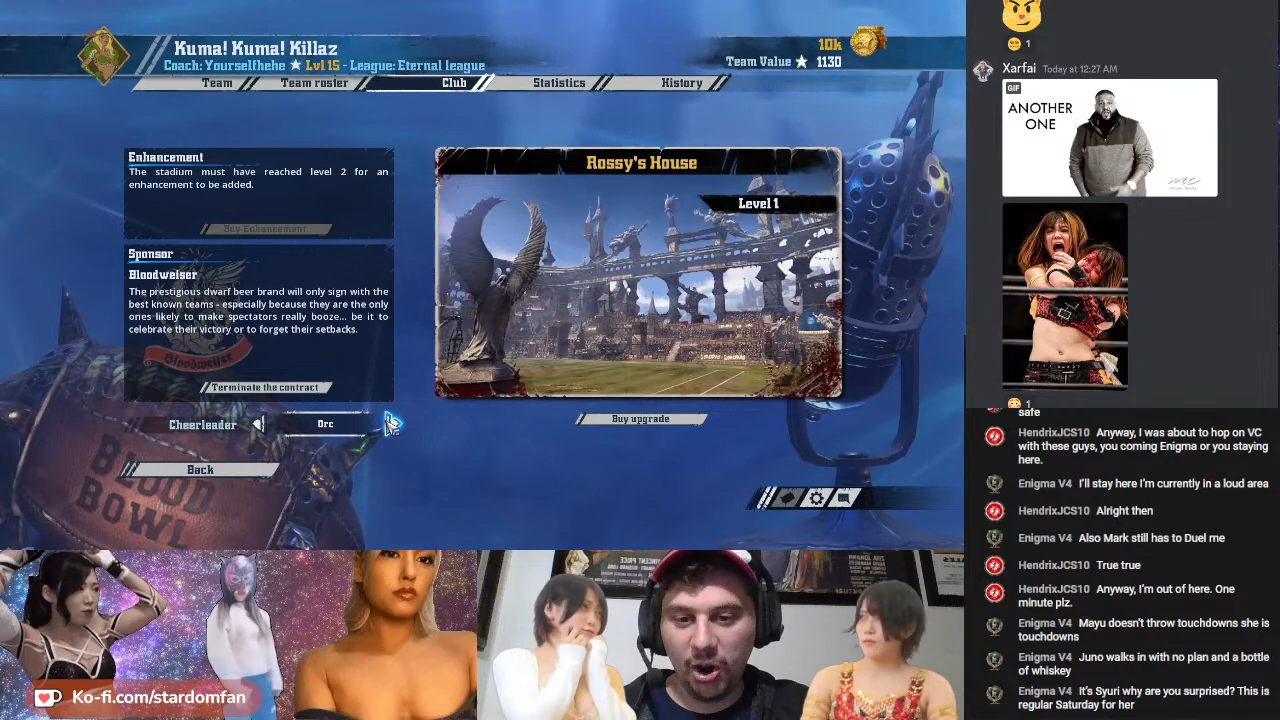 Kuma! Kuma! Killaz
Coach: Yourselfhehe ★ Lvl 15 - League: Eternal league
10k
Team Value ★ 1130
Team
Team roster
Club
Statistics
History
Enhancement
The stadium must have reached level 2 for an
enhancement to be added.
Buy Enhancement
Sponsor
Bloodweiser
The prestigious dwarf beer brand will only sign with the
best known teams - especially because they are the only
ones likely to make spectators really booze... be it to
celebrate their victory or to forget their setbacks.
Bloodweiser
Terminate the contract
Cheerleader
Orc
Back
BLOOD
BOWL
Rossy's House
Level 1
Buy upgrade
1
Xarfai Today at 12:27 AM
GIF
ANOTHER
ONE
1
safe
HendrixJCS10 Anyway, I was about to hop on VC
with these guys, you coming Enigma or you staying
here.
Enigma V4 I'll stay here I'm currently in a loud area
HendrixJCS10 Alright then
Enigma V4 Also Mark still has to Duel me
HendrixJCS10 True true
HendrixJCS10 Anyway, I'm out of here. One
minute plz.
Enigma V4 Mayu doesn't throw touchdowns she is
touchdowns
Enigma V4 Juno walks in with no plan and a bottle
of whiskey
Enigma V4 It's Syuri why are you surprised? This is
regular Saturday for her
Ko-fi.com/stardomfan